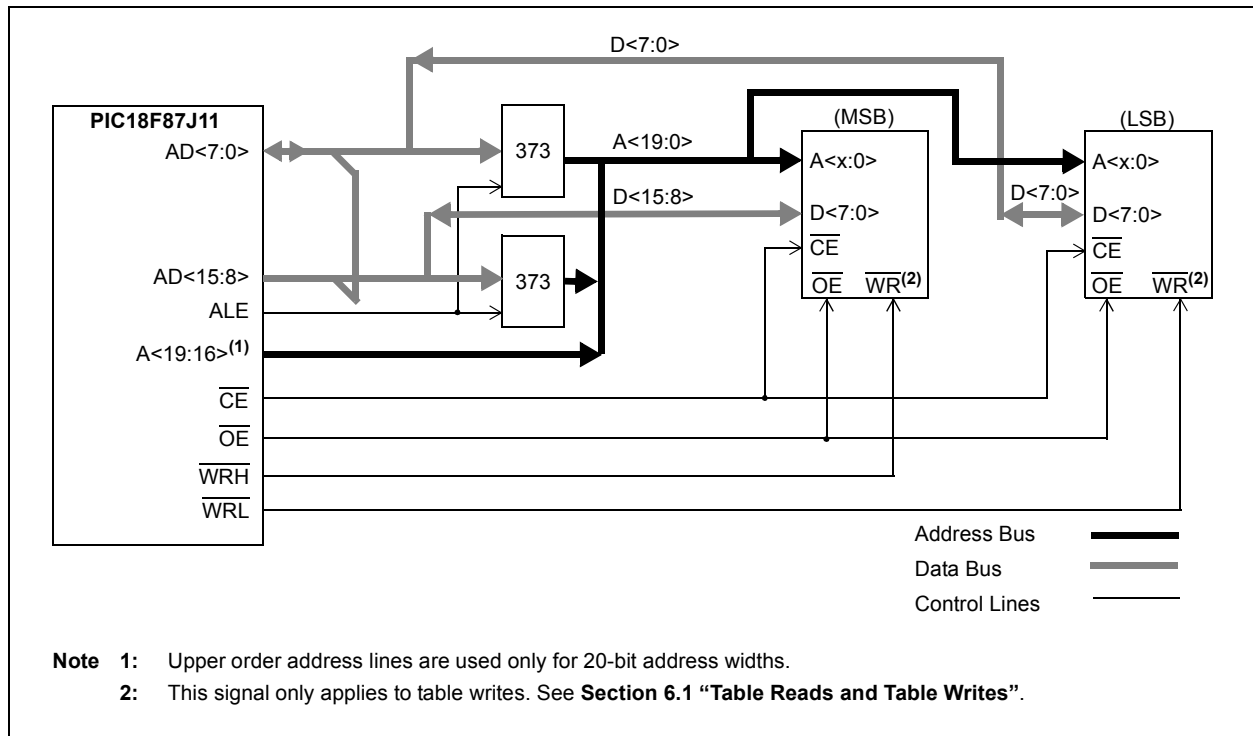 D<7:0>
PIC18F87J11
AD<7:0>
373
A<19:0>
(MSB)
A<x:0>
(LSB)
A<x:0>
D<15:8>
D<7:0>
D<7:0>
D<7:0>
CE
CE
AD<15:8>
373
OE WR(2)
OE WR(2)
ALE
A<19:16>(1)
CE
OE
WRH
WRL
Address Bus
Data Bus
Control Lines
Note 1: Upper order address lines are used only for 20-bit address widths.
2: This signal only applies to table writes. See Section 6.1 “Table Reads and Table Writes”.